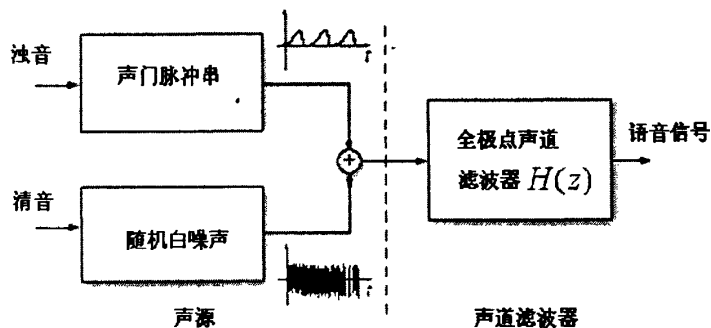 浊音
声门脉冲串
t
清音
随机白噪声
t
+
全极点声道
滤波器 H(z)
语音信号
声源
声道滤波器